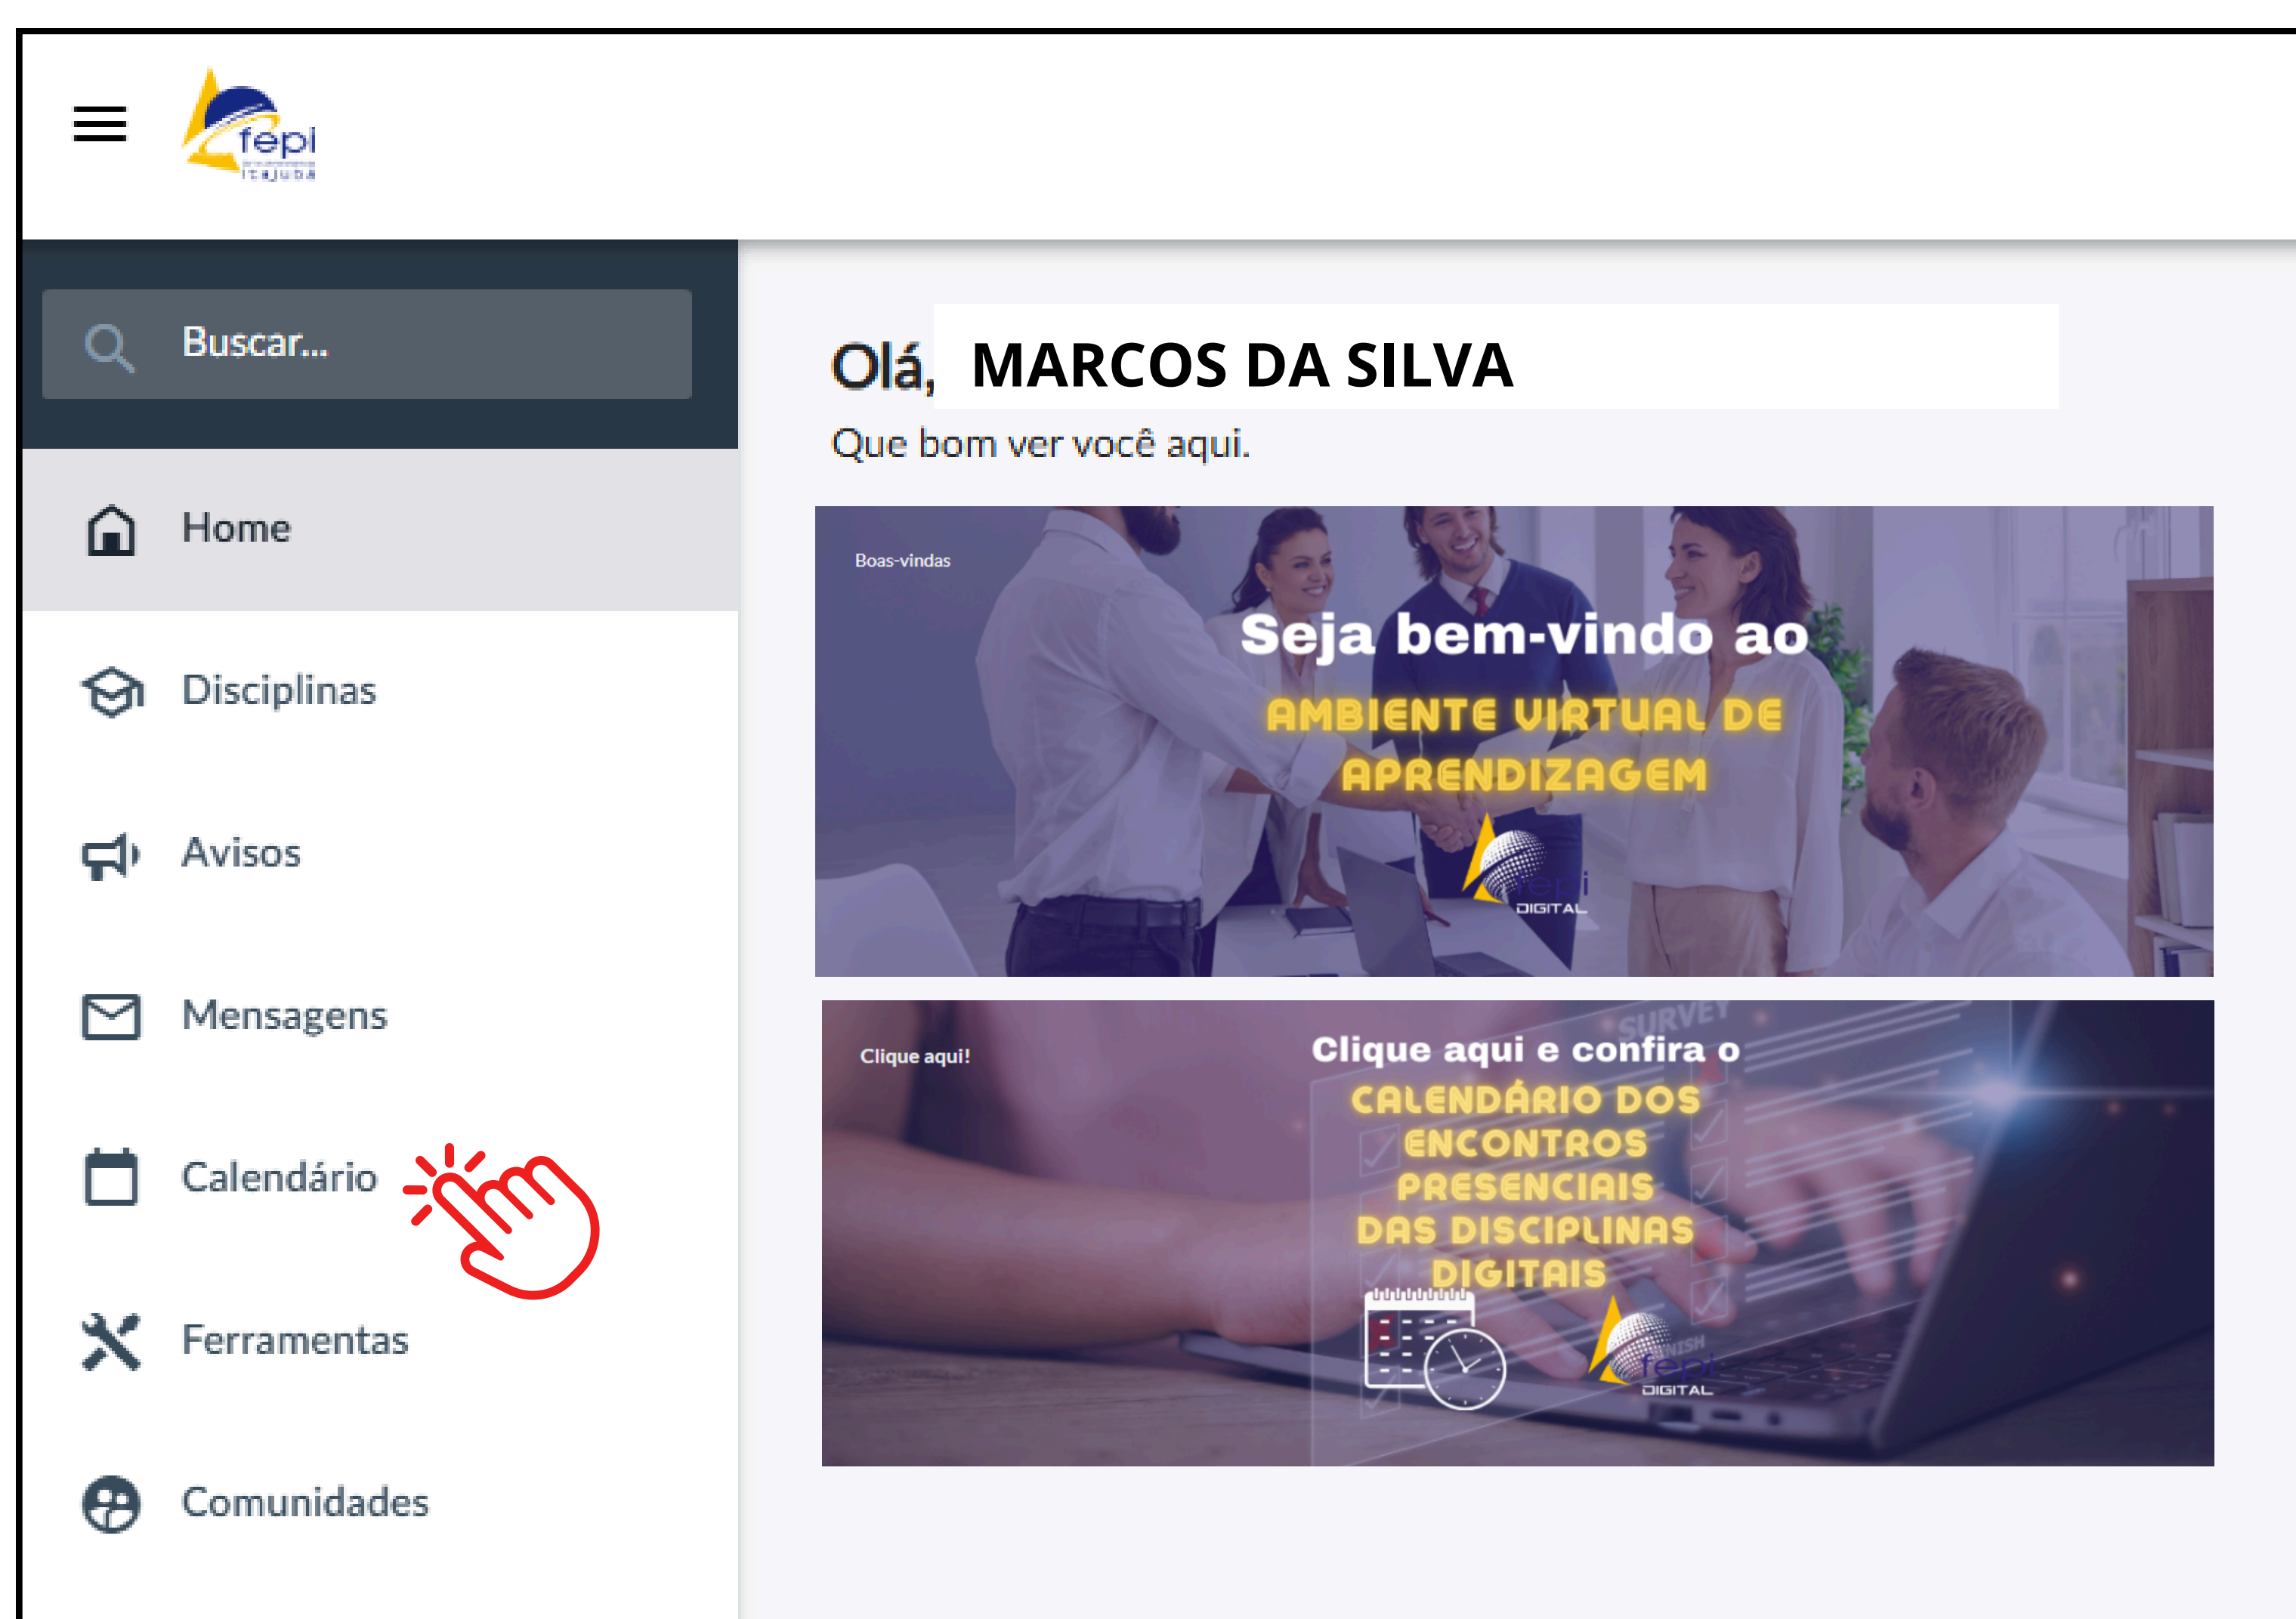 fepi
Itajubá
Buscar...
Home
Disciplinas
Avisos
Mensagens
Calendário
Ferramentas
Comunidades
Olá, MARCOS DA SILVA
Que bom ver você aqui.
Boas-vindas
Seja bem-vindo ao
AMBIENTE VIRTUAL DE
APRENDIZAGEM
fepi
DIGITAL
Clique aqui!
SURVEY
Clique aqui e confira o
CALENDÁRIO DOS
ENCONTROS
PRESENCIAIS
DAS DISCIPLINAS
DIGITAIS
fepi
DIGITAL